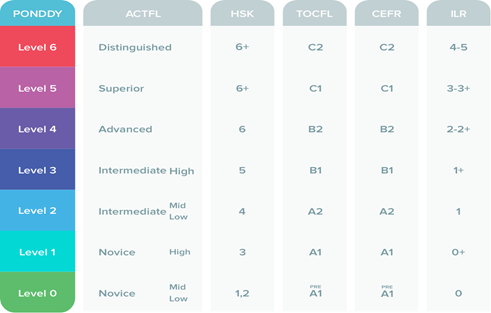 PONDDY ACTFL HSK TOCFL CEFR ILR
Level 6 Distinguished 6+ C2 C2 4-5
Level 5 Superior 6+ C1 C1 3-3+
Level 4 Advanced 6 B2 B2 2-2+
Level 3 Intermediate High 5 B1 B1 1+
Level 2 Intermediate Mid Low 4 A2 A2 1
Level 1 Novice High 3 A1 A1 0+
Level 0 Novice Mid Low 1,2 PRE A1 PRE A1 0